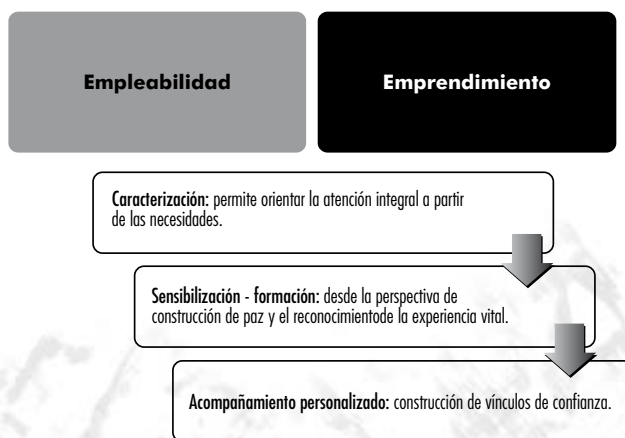 Empleabilidad
Emprendimiento
Caracterización: permite orientar la atención integral a partir
de las necesidades.
Sensibilización - formación: desde la perspectiva de
construcción de paz y el reconocimientode la experiencia vital.
Acompañamiento personalizado: construcción de vínculos de confianza.